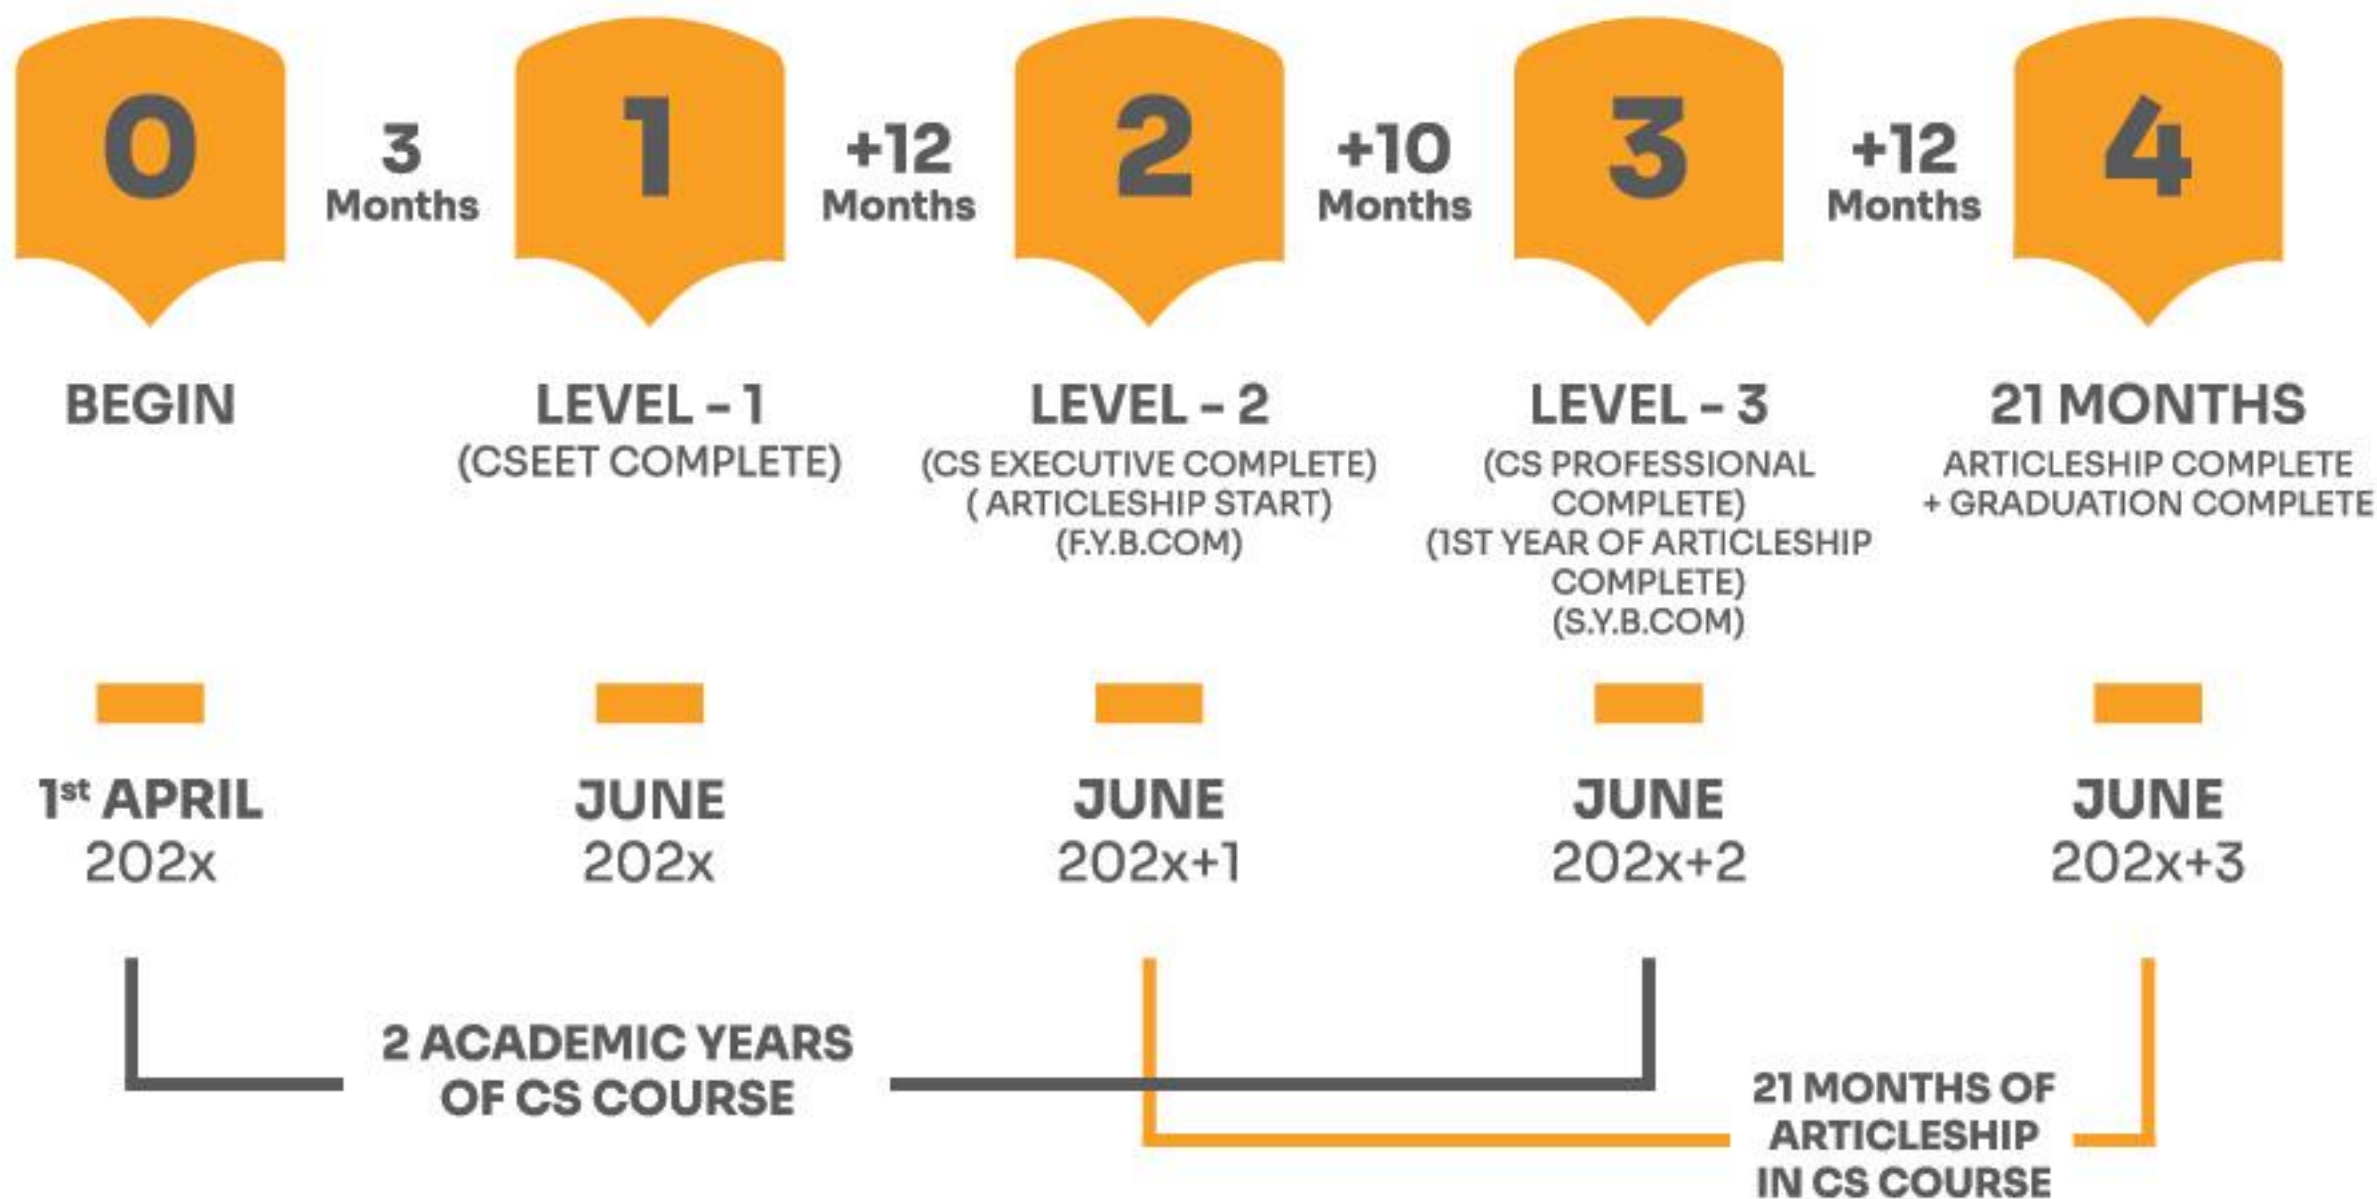 0
3
Months
1
+12
Months
2
+10
Months
3
+12
Months
4
BEGIN
LEVEL - 1
(CSEET COMPLETE)
LEVEL - 2
(CS EXECUTIVE COMPLETE)
( ARTICLESHIP START)
(F.Y.B.COM)
LEVEL - 3
(CS PROFESSIONAL
COMPLETE)
(1ST YEAR OF ARTICLESHIP
COMPLETE)
(S.Y.B.COM)
21 MONTHS
ARTICLESHIP COMPLETE
+ GRADUATION COMPLETE
1st APRIL
202x
JUNE
202x
JUNE
202x+1
JUNE
202x+2
JUNE
202x+3
2 ACADEMIC YEARS
OF CS COURSE
21 MONTHS OF
ARTICLESHIP
IN CS COURSE